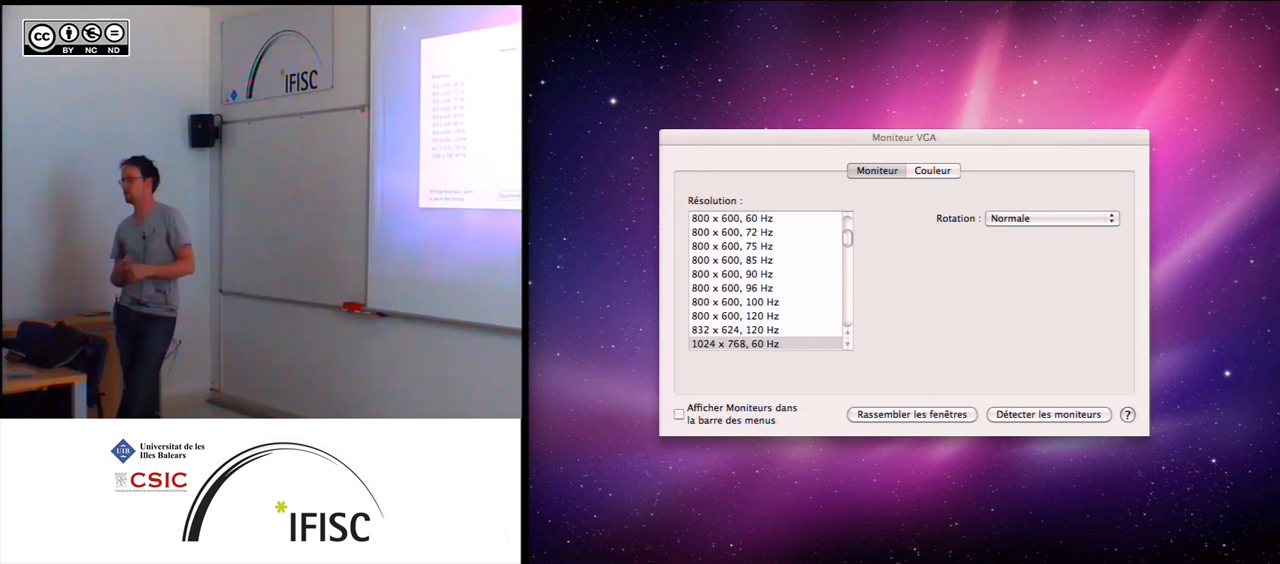 cc
BY NC ND
IFISC
Universitat de les
Illes Balears
UIB
CSIC
IFISC
Moniteur VGA
Moniteur
Couleur
Résolution :
800 x 600, 60 Hz
800 x 600, 72 Hz
800 x 600, 75 Hz
800 x 600, 85 Hz
800 x 600, 90 Hz
800 x 600, 96 Hz
800 x 600, 100 Hz
800 x 600, 120 Hz
832 x 624, 120 Hz
1024 x 768, 60 Hz
Rotation :
Normale
Afficher Moniteurs dans
la barre des menus
Rassembler les fenêtres
Détecter les moniteurs
?